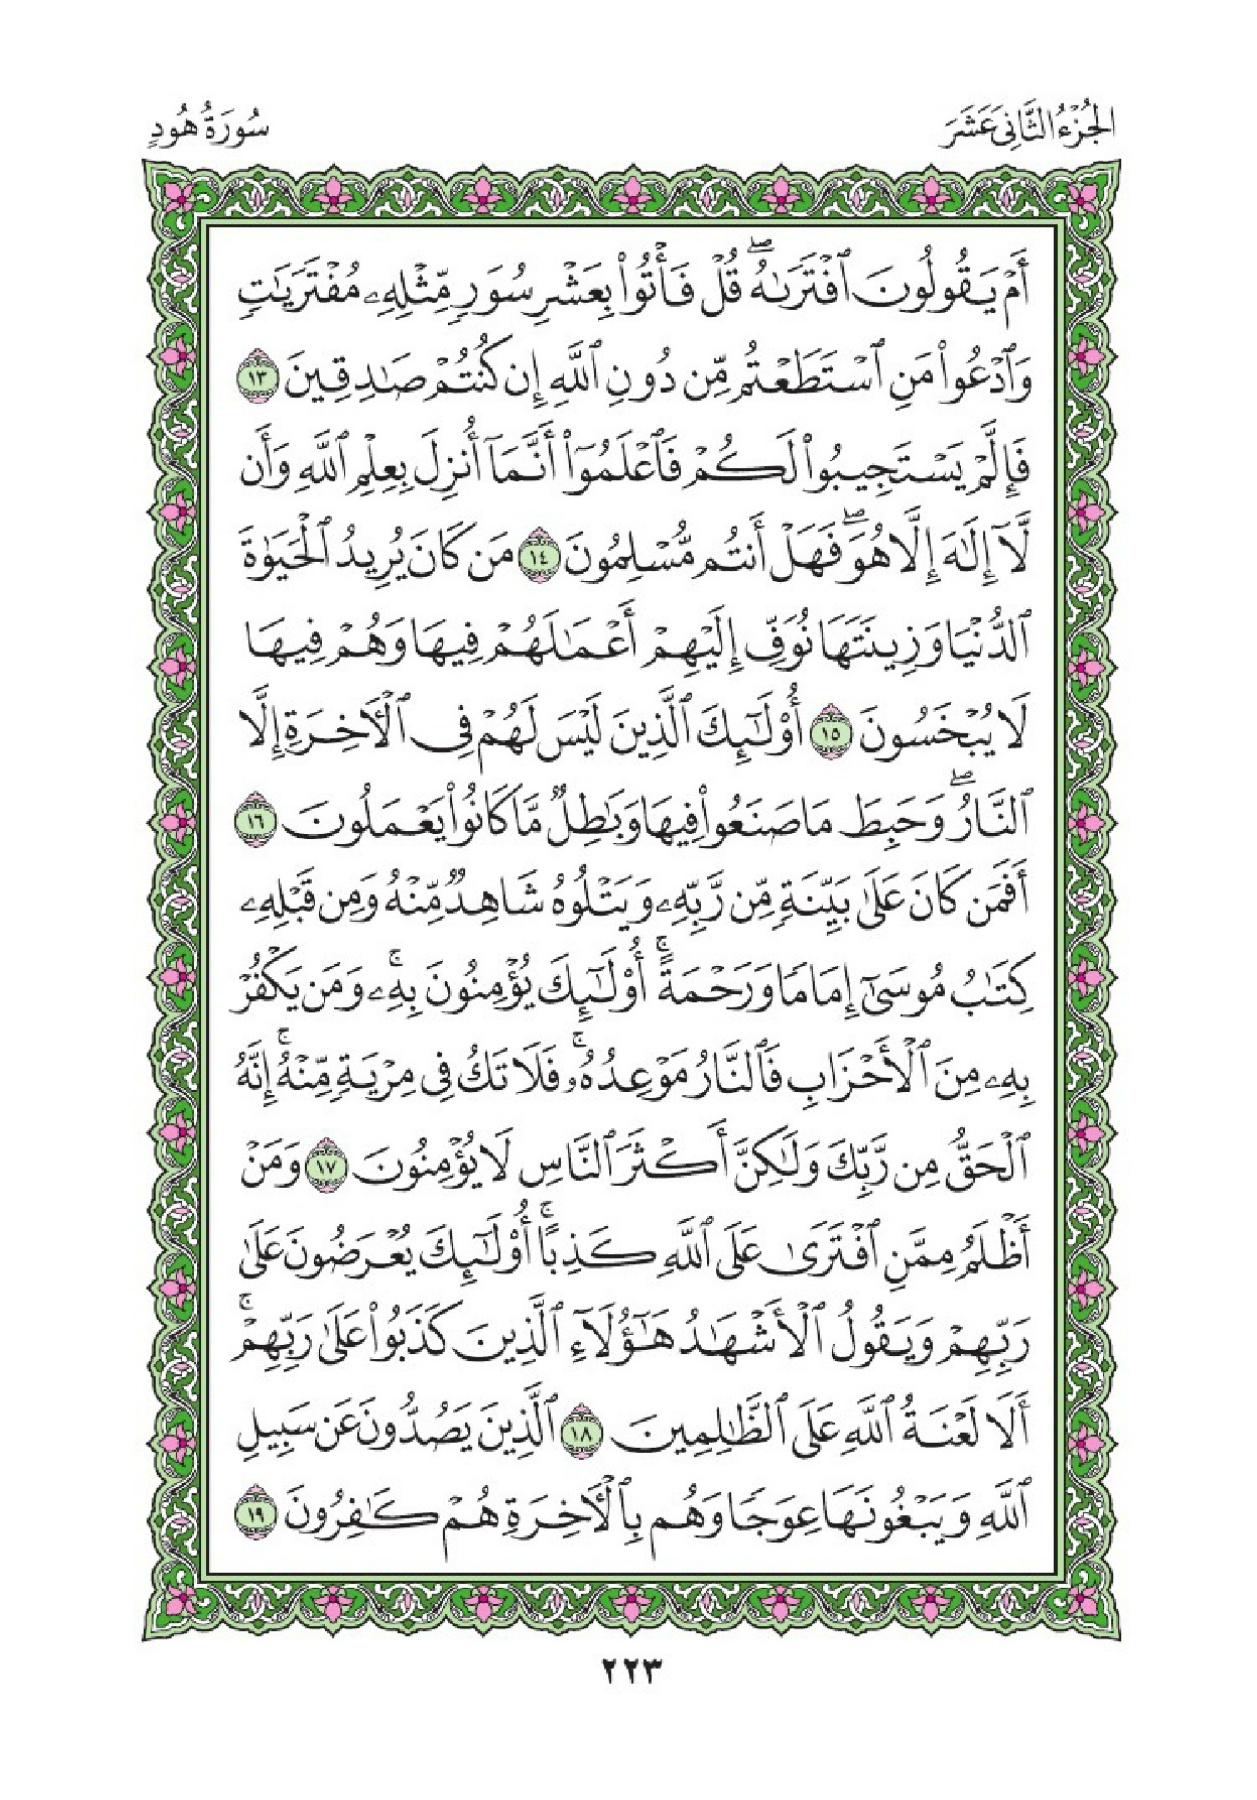 الجُزْءُ الثَّانِي عَشَرَ
سُورَةُ هُودٍ
أَمۡ يَقُولُونَ ٱفۡتَرَىٰهُۖ قُلۡ فَأۡتُواْ بِعَشۡرِ سُوَرٖ مِّثۡلِهِۦ مُفۡتَرَيَٰتٖ
وَٱدۡعُواْ مَنِ ٱسۡتَطَعۡتُم مِّن دُونِ ٱللَّهِ إِن كُنتُمۡ صَٰدِقِينَ ١٣
فَإِلَّمۡ يَسۡتَجِيبُواْ لَكُمۡ فَٱعۡلَمُوٓاْ أَنَّمَآ أُنزِلَ بِعِلۡمِ ٱللَّهِ وَأَن
لَّآ إِلَٰهَ إِلَّا هُوَۖ فَهَلۡ أَنتُم مُّسۡلِمُونَ ١٤ مَن كَانَ يُرِيدُ ٱلۡحَيَوٰةَ
ٱلدُّنۡيَا وَزِينَتَهَا نُوَفِّ إِلَيۡهِمۡ أَعۡمَٰلَهُمۡ فِيهَا وَهُمۡ فِيهَا
لَا يُبۡخَسُونَ ١٥ أُوْلَٰٓئِكَ ٱلَّذِينَ لَيۡسَ لَهُمۡ فِي ٱلۡأٓخِرَةِ إِلَّا
ٱلنَّارُۖ وَحَبِطَ مَا صَنَعُواْ فِيهَا وَبَٰطِلٞ مَّا كَانُواْ يَعۡمَلُونَ ١٦
أَفَمَن كَانَ عَلَىٰ بَيِّنَةٖ مِّن رَّبِّهِۦ وَيَتۡلُوهُ شَاهِدٞ مِّنۡهُ وَمِن قَبۡلِهِۦ
كِتَٰبُ مُوسَىٰٓ إِمَامٗا وَرَحۡمَةًۚ أُوْلَٰٓئِكَ يُؤۡمِنُونَ بِهِۦۚ وَمَن يَكۡفُرۡ
بِهِۦ مِنَ ٱلۡأَحۡزَابِ فَٱلنَّارُ مَوۡعِدُهُۥۚ فَلَا تَكُ فِي مِرۡيَةٖ مِّنۡهُۚ إِنَّهُ
ٱلۡحَقُّ مِن رَّبِّكَ وَلَٰكِنَّ أَكۡثَرَ ٱلنَّاسِ لَا يُؤۡمِنُونَ ١٧ وَمَنۡ
أَظۡلَمُ مِمَّنِ ٱفۡتَرَىٰ عَلَى ٱللَّهِ كَذِبًاۚ أُوْلَٰٓئِكَ يُعۡرَضُونَ عَلَىٰ
رَبِّهِمۡ وَيَقُولُ ٱلۡأَشۡهَٰدُ هَٰٓؤُلَآءِ ٱلَّذِينَ كَذَبُواْ عَلَىٰ رَبِّهِمۡۚ
أَلَا لَعۡنَةُ ٱللَّهِ عَلَى ٱلظَّٰلِمِينَ ١٨ ٱلَّذِينَ يَصُدُّونَ عَن سَبِيلِ
ٱللَّهِ وَيَبۡغُونَهَا عِوَجٗا وَهُم بِٱلۡأٓخِرَةِ هُمۡ كَٰفِرُونَ ١٩
٢٢٣